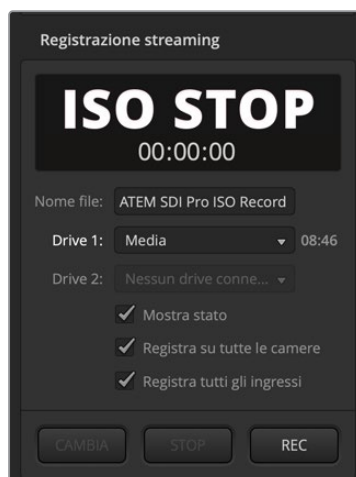 Registrazione streaming
ISO STOP
00:00:00
Nome file: ATEM SDI Pro ISO Record
Drive 1: Media 08:46
Drive 2: Nessun drive conne...
Mostra stato
Registra su tutte le camere
Registra tutti gli ingressi
CAMBIA STOP REC